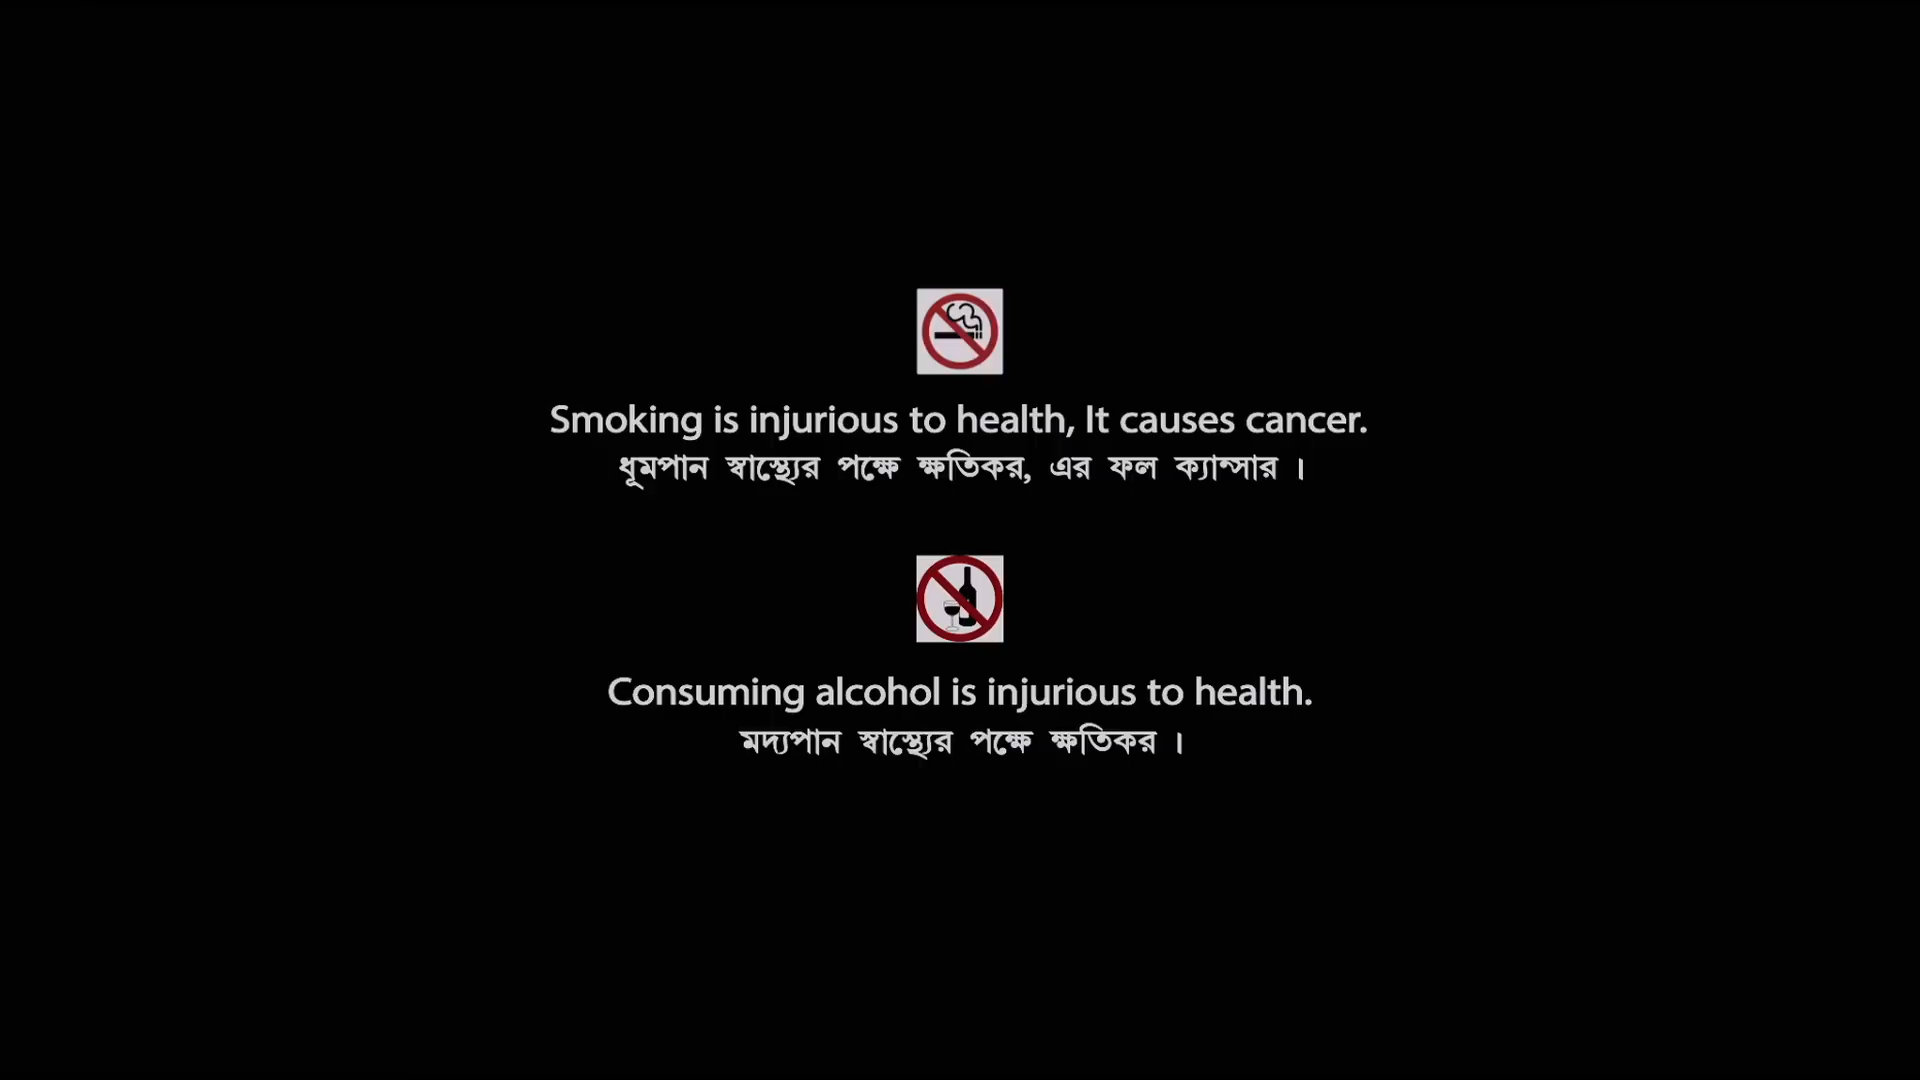 Smoking is injurious to health, It causes cancer.
ধূমপান স্বাস্থ্যের পক্ষে ক্ষতিকর, এর ফল ক্যান্সার ।
Consuming alcohol is injurious to health.
মদ্যপান স্বাস্থ্যের পক্ষে ক্ষতিকর ।